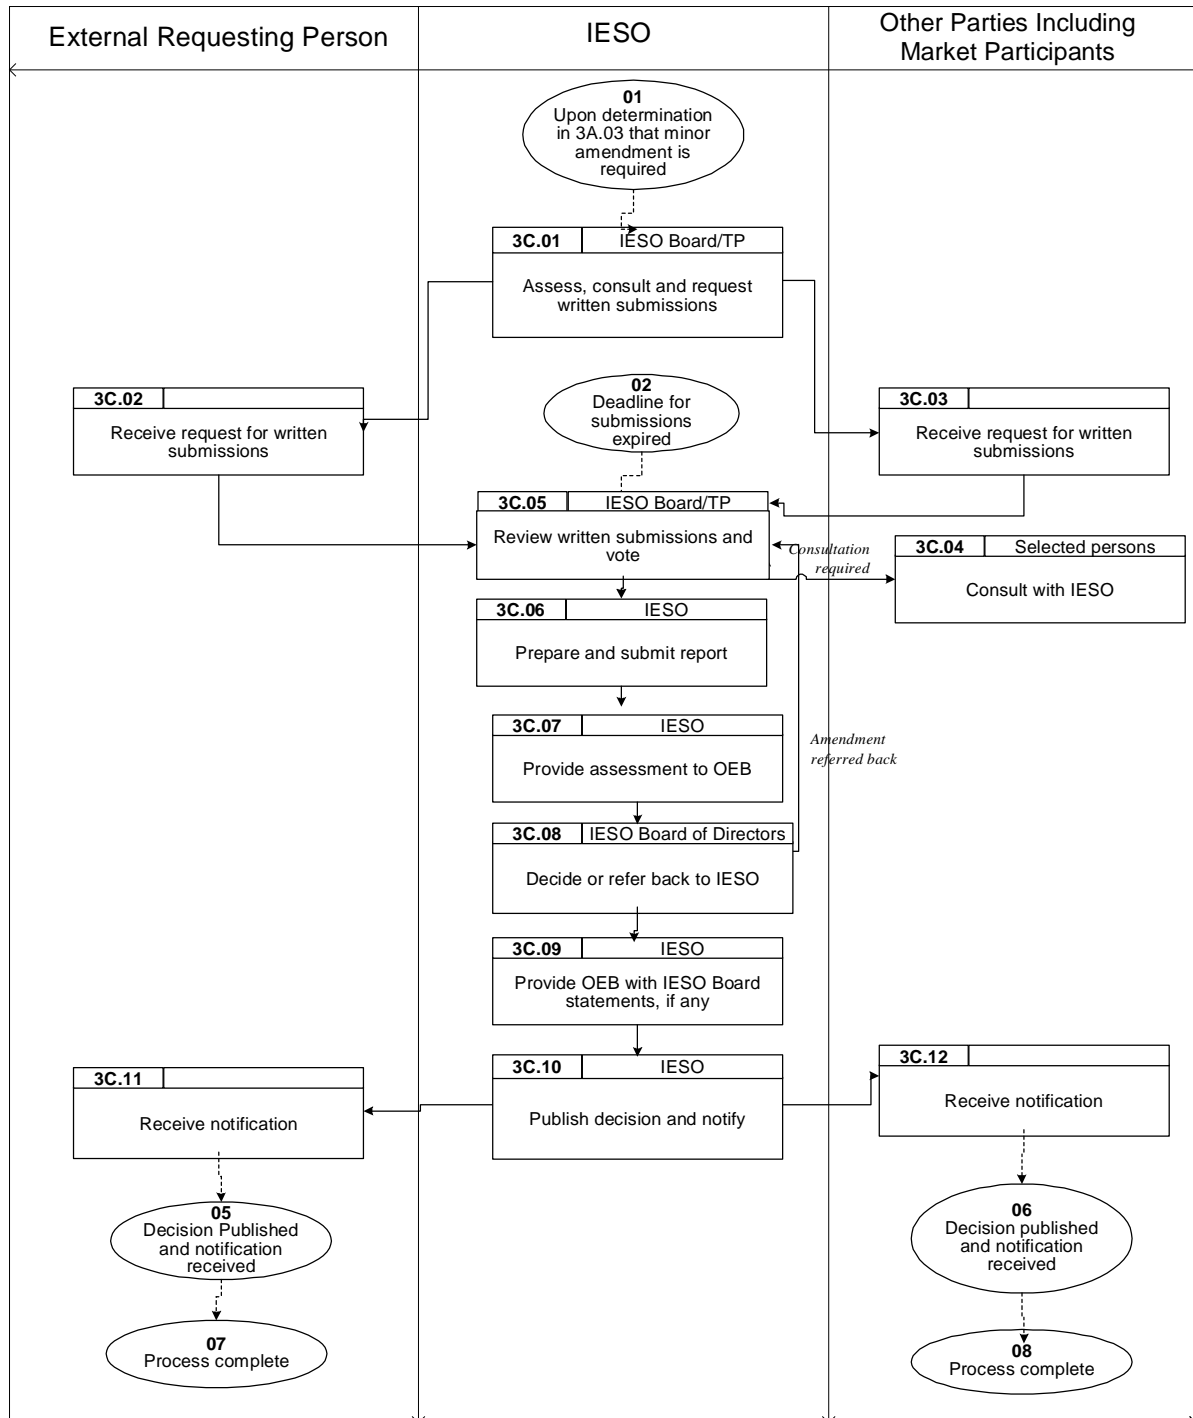 External Requesting Person
IESO
Other Parties Including
Market Participants
01
Upon determination
in 3A.03 that minor
amendment is
required
3C.01
IESO Board/TP
Assess, consult and request
written submissions
3C.02
Receive request for written
submissions
02
Deadline for
submissions
expired
3C.03
Receive request for written
submissions
3C.05
IESO Board/TP
Review written submissions and
vote
Consultation
required
3C.04
Selected persons
Consult with IESO
3C.06
IESO
Prepare and submit report
3C.07
IESO
Provide assessment to OEB
Amendment
referred back
3C.08
IESO Board of Directors
Decide or refer back to IESO
3C.09
IESO
Provide OEB with IESO Board
statements, if any
3C.10
IESO
Publish decision and notify
3C.11
Receive notification
3C.12
Receive notification
05
Decision Published
and notification
received
06
Decision published
and notification
received
07
Process complete
08
Process complete